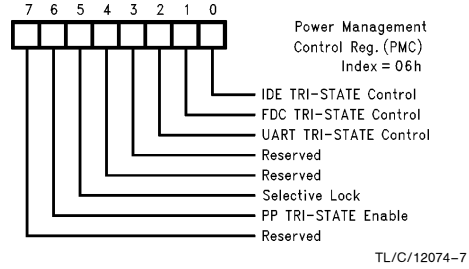 7 6 5 4 3 2 1 0
Power Management
Control Reg. (PMC)
Index = 06h
IDE TRI-STATE Control
FDC TRI-STATE Control
UART TRI-STATE Control
Reserved
Reserved
Selective Lock
PP TRI-STATE Enable
Reserved
TL/C/12074-7